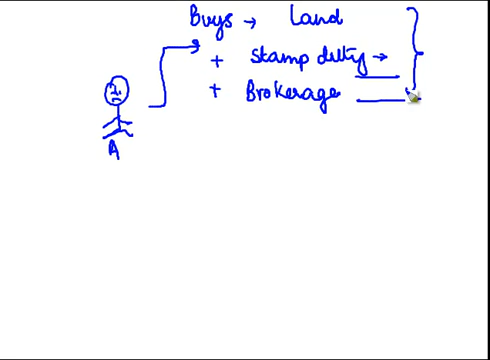 Buys → Land
+ Stamp duty →
+ Brokerage
A